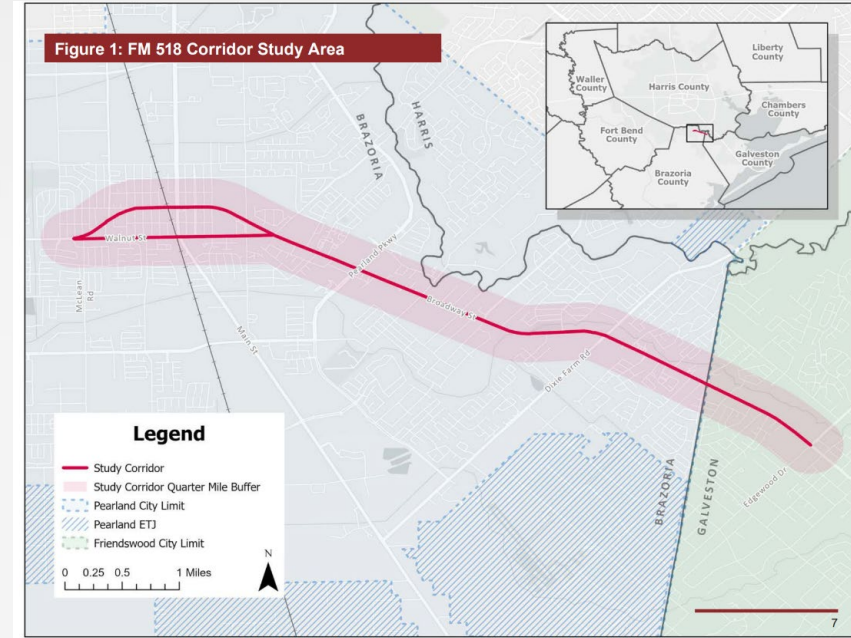 Figure 1: FM 518 Corridor Study Area
Liberty
County
Waller
County
Harris County
Chambers
County
Fort Bend
County
Galveston
County
Brazoria
County
BRAZORIA
HARRIS
Walnut St
McLean
Rd
Main St
Pearland Pkwy
Broadway St
Dixie Farm Rd
BRAZORIA
GALVESTON
Edgewood Dr
Legend
Study Corridor
Study Corridor Quarter Mile Buffer
Pearland City Limit
Pearland ETJ
Friendswood City Limit
0 0.25 0.5 1 Miles
N
7